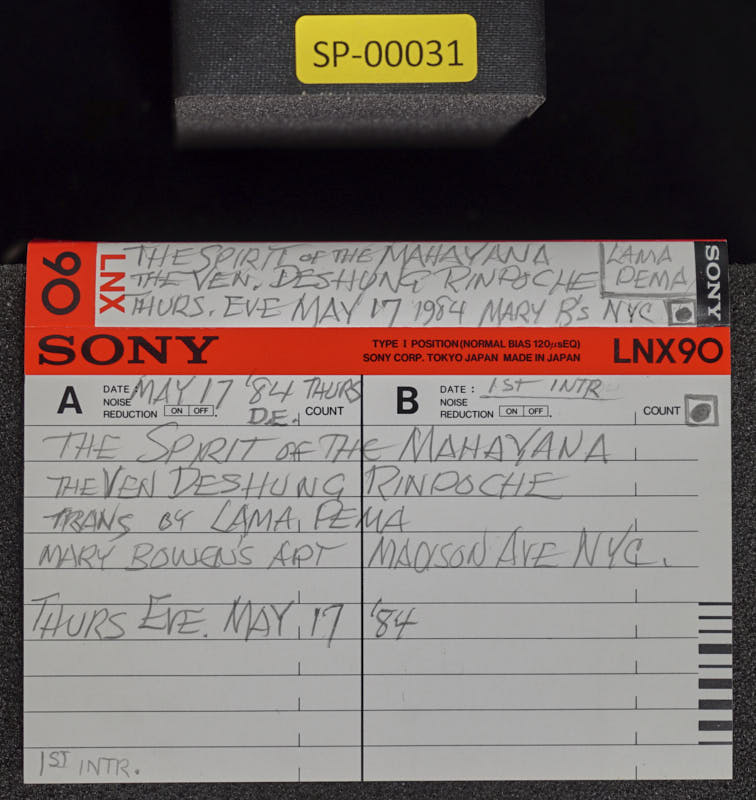 SP-00031
90 LNX
THE SPIRIT OF THE MAHAYANA
THE VEN. DESHUNG RINPOCHE
THURS. EVE MAY 17 1984 MARY B's NYC
LAMA
PEMA
SONY
SONY
TYPE I POSITION (NORMAL BIAS 120μsEQ)
SONY CORP. TOKYO JAPAN MADE IN JAPAN
LNX90
A DATE: MAY 17 '84 THURS
NOISE
REDUCTION ON OFF. D.E. COUNT
B DATE: 1ST INTR
NOISE
REDUCTION ON OFF. COUNT
THE SPIRIT OF THE MAHAYANA
THE VEN DESHUNG RINPOCHE
TRANS BY LAMA PEMA
MARY BOWEN'S APT MADISON AVE NYC.
THURS EVE. MAY 17 '84
1ST INTR.